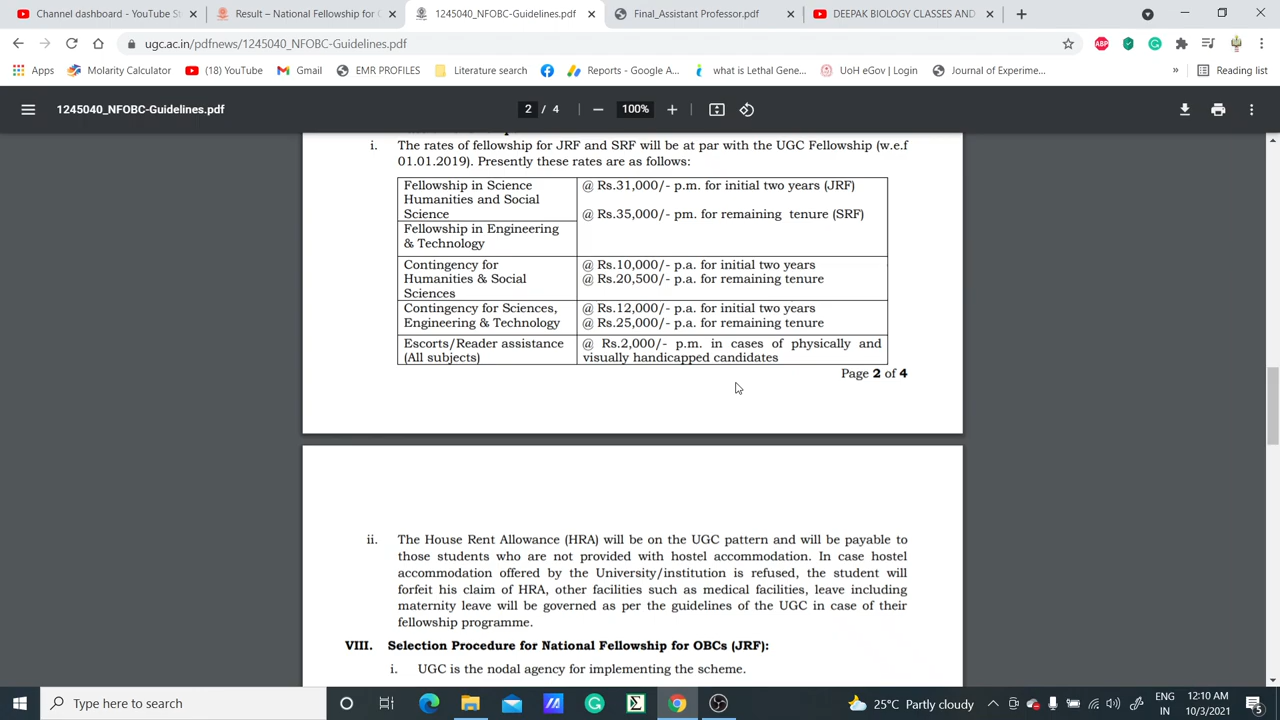 Channel dashboard - YouTube St
Result – National Fellowship for O
1245040_NFOBC-Guidelines.pdf
Final_Assistant Professor.pdf
DEEPAK BIOLOGY CLASSES AND
ugc.ac.in/pdfnews/1245040_NFOBC-Guidelines.pdf
ABP
Apps
Molarity Calculator
(18) YouTube
Gmail
EMR PROFILES
Literature search
Reports - Google A...
what is Lethal Gene...
UoH eGov | Login
Journal of Experime...
»
Reading list
1245040_NFOBC-Guidelines.pdf
2 / 4
100%
i. The rates of fellowship for JRF and SRF will be at par with the UGC Fellowship (w.e.f
01.01.2019). Presently these rates are as follows:
Fellowship in Science
Humanities and Social
Science
@ Rs.31,000/- p.m. for initial two years (JRF)
@ Rs.35,000/- pm. for remaining tenure (SRF)
Fellowship in Engineering
& Technology
Contingency for
Humanities & Social
Sciences
@ Rs.10,000/- p.a. for initial two years
@ Rs.20,500/- p.a. for remaining tenure
Contingency for Sciences,
Engineering & Technology
@ Rs.12,000/- p.a. for initial two years
@ Rs.25,000/- p.a. for remaining tenure
Escorts/Reader assistance
(All subjects)
@ Rs.2,000/- p.m. in cases of physically and
visually handicapped candidates
Page 2 of 4
ii. The House Rent Allowance (HRA) will be on the UGC pattern and will be payable to
those students who are not provided with hostel accommodation. In case hostel
accommodation offered by the University/institution is refused, the student will
forfeit his claim of HRA, other facilities such as medical facilities, leave including
maternity leave will be governed as per the guidelines of the UGC in case of their
fellowship programme.
VIII. Selection Procedure for National Fellowship for OBCs (JRF):
i. UGC is the nodal agency for implementing the scheme.
Type here to search
25°C Partly cloudy
ENG
IN
12:10 AM
10/3/2021
5